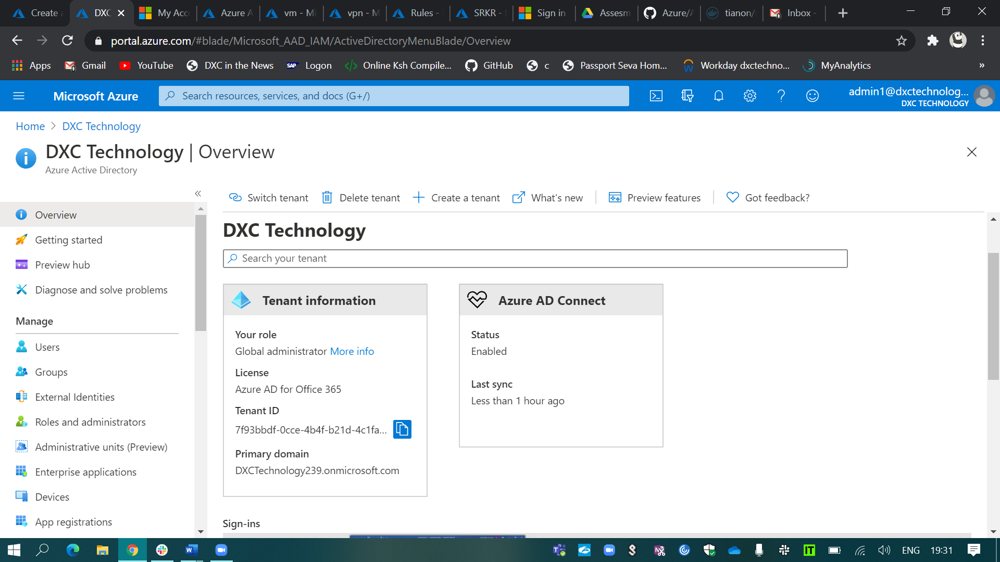 Create a
DXC
My Acc
Azure A
vm - Mi
vpn - M
Rules -
SRKR -
Sign in
Assesm
Azure/A
tianon/
Inbox -
portal.azure.com/#blade/Microsoft_AAD_IAM/ActiveDirectoryMenuBlade/Overview
Apps
Gmail
YouTube
DXC in the News
SAP
Logon
Online Ksh Compile...
GitHub
c
Passport Seva Hom...
Workday dxctechno...
MyAnalytics
»
Microsoft Azure
Search resources, services, and docs (G+/)
admin1@dxctechnolog...
DXC TECHNOLOGY
Home > DXC Technology
DXC Technology | Overview
Azure Active Directory
Switch tenant
Delete tenant
Create a tenant
What's new
Preview features
Got feedback?
Overview
Getting started
Preview hub
Diagnose and solve problems
Manage
Users
Groups
External Identities
Roles and administrators
Administrative units (Preview)
Enterprise applications
Devices
App registrations
DXC Technology
Search your tenant
Tenant information
Your role
Global administrator More info
License
Azure AD for Office 365
Tenant ID
7f93bbdf-0cce-4b4f-b21d-4c1fa...
Primary domain
DXCTechnology239.onmicrosoft.com
Azure AD Connect
Status
Enabled
Last sync
Less than 1 hour ago
Sign-ins
ENG
19:31